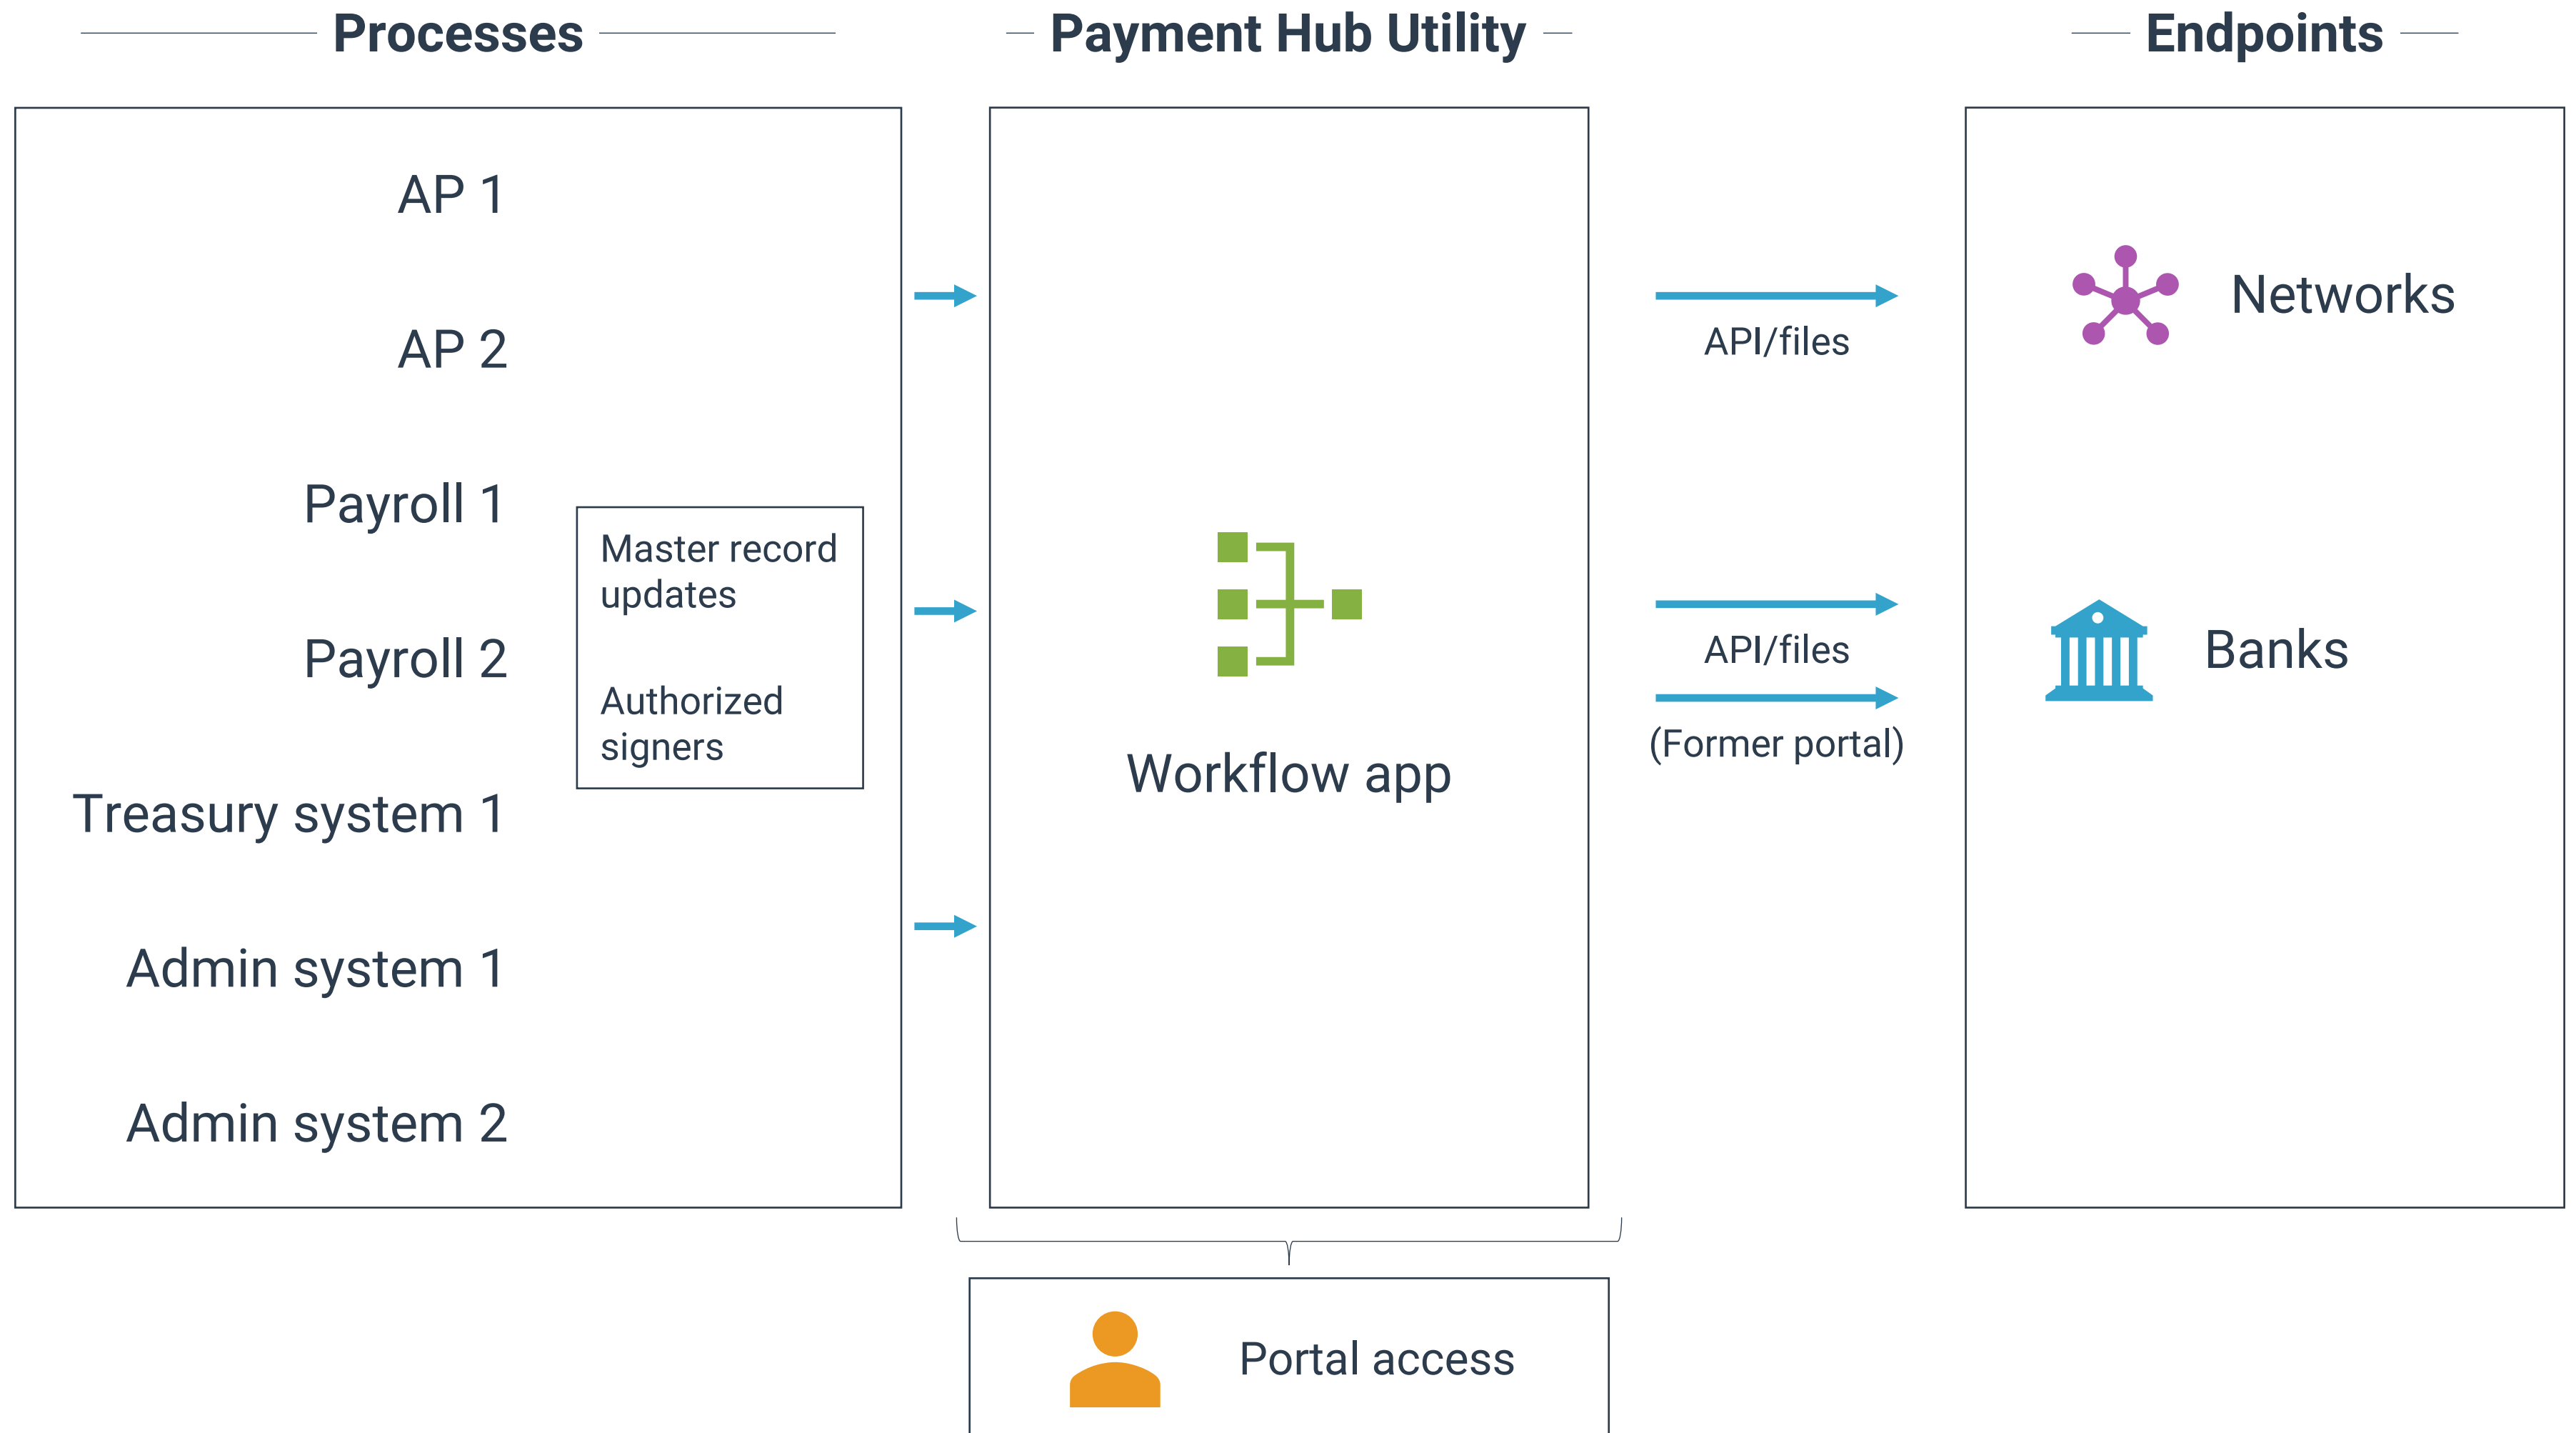 Processes
Payment Hub Utility
Endpoints
AP 1
AP 2
Payroll 1
Payroll 2
Treasury system 1
Admin system 1
Admin system 2
Master record
updates
Authorized
signers
Workflow app
API/files
API/files
(Former portal)
Networks
Banks
Portal access